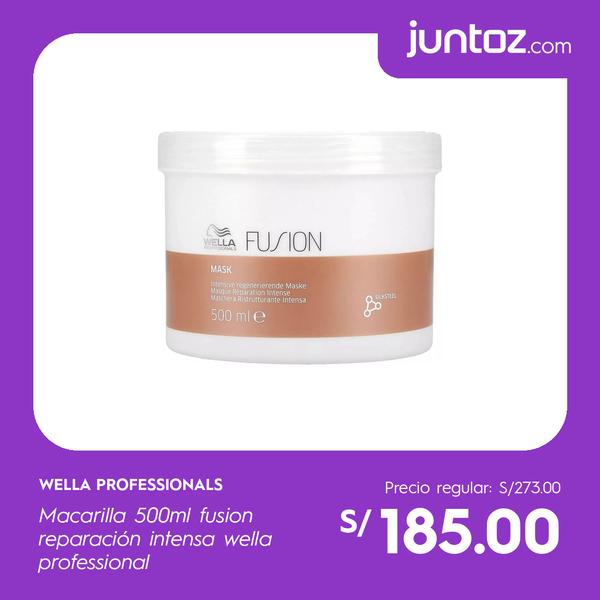 juntoz.com
WELLA
PROFESSIONALS
FUSION
MASK
Intensive regenerierende Maske
Masque Réparation Intense
Maschera Ristrutturante Intensa
500 ml ℮
SILKSTEEL
WELLA PROFESSIONALS
Macarilla 500ml fusion
reparación intensa wella
professional
Precio regular: S/273.00
S/185.00